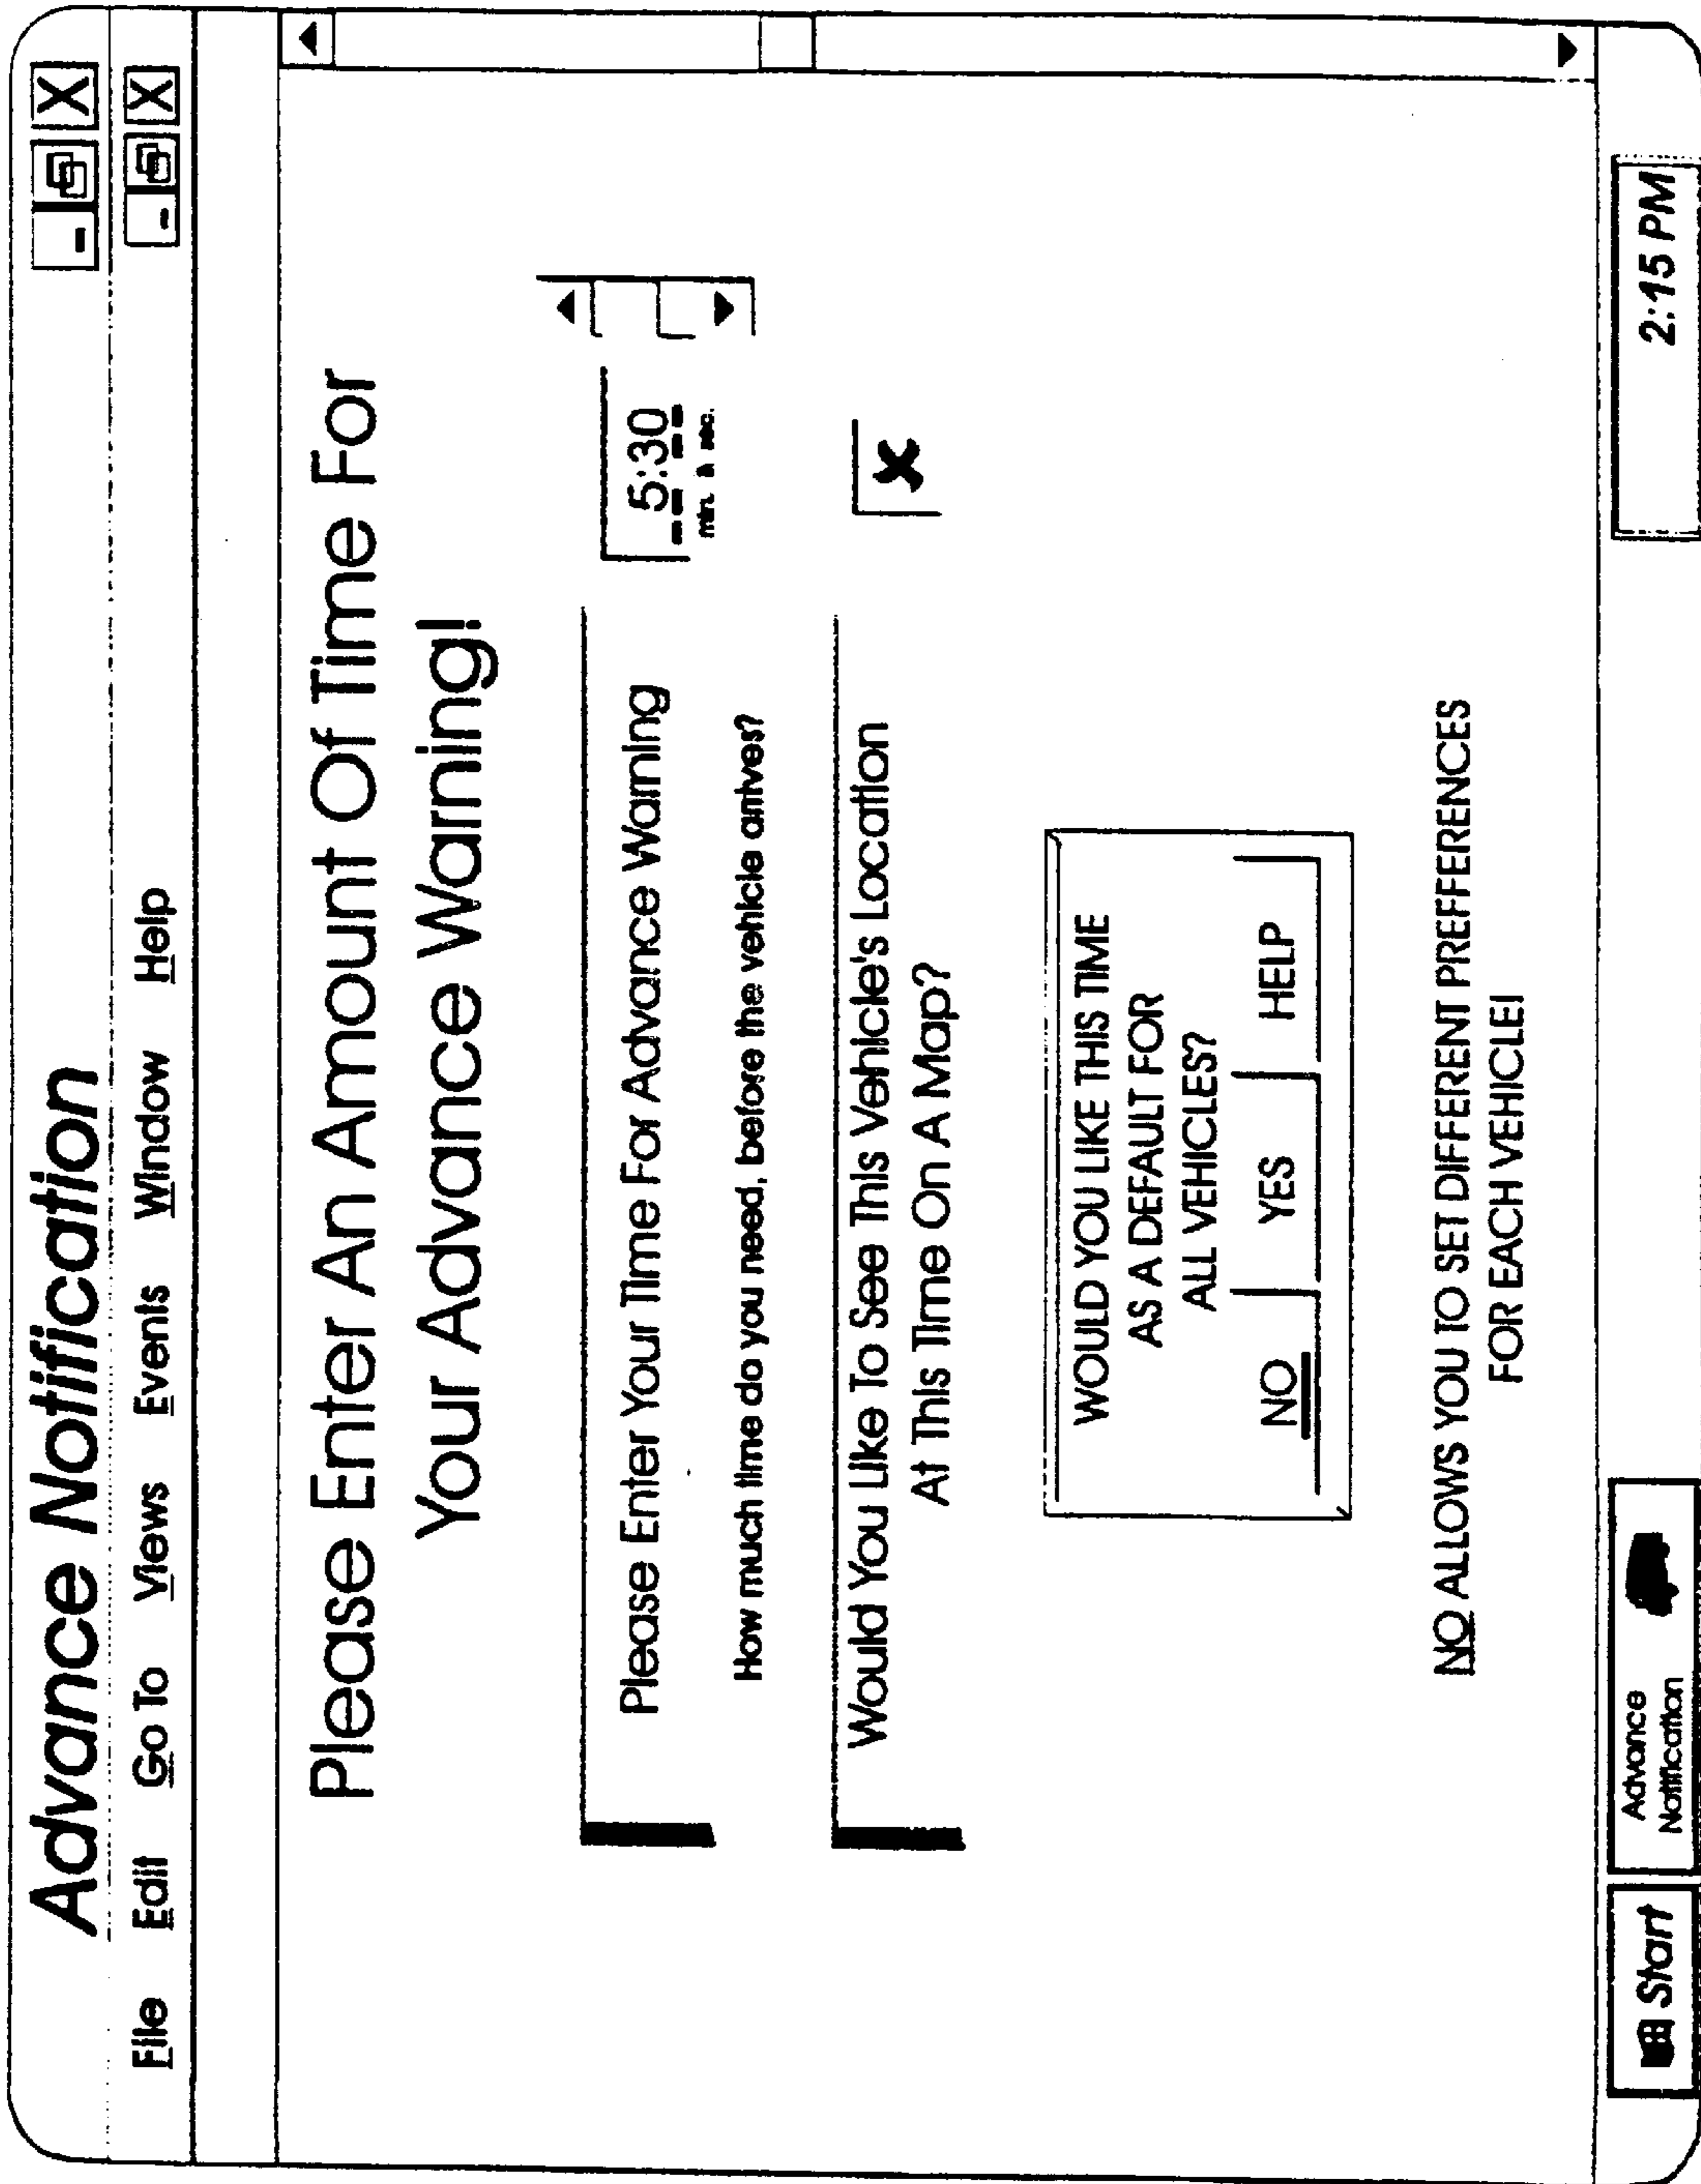 Advance Notification
File Edit Go To Views Events Window Help
Please Enter An Amount Of Time For
Your Advance Warning!
Please Enter Your Time For Advance Warning
5:30
min. & sec.
How much time do you need, before the vehicle arrives?
Would You Like To See This Vehicle's Location
At This Time On A Map?
X
WOULD YOU LIKE THIS TIME
AS A DEFAULT FOR
ALL VEHICLES?
NO YES HELP
NO ALLOWS YOU TO SET DIFFERENT PREFFERENCES
FOR EACH VEHICLE!
Start
Advance
Notification
2:15 PM